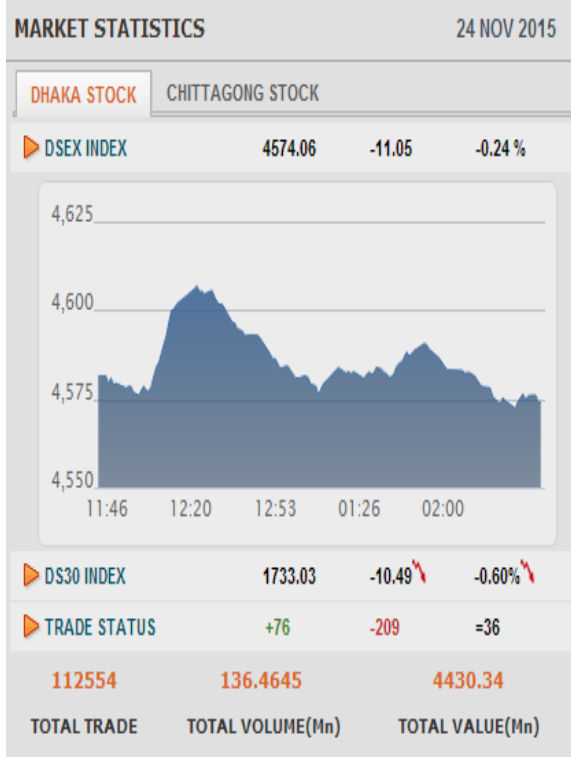 MARKET STATISTICS 24 NOV 2015
DHAKA STOCK CHITTAGONG STOCK
DSEX INDEX 4574.06 -11.05 -0.24 %
4,625
4,600
4,575
4,550
11:46 12:20 12:53 01:26 02:00
DS30 INDEX 1733.03 -10.49 -0.60%
TRADE STATUS +76 -209 =36
112554 136.4645 4430.34
TOTAL TRADE TOTAL VOLUME(Mn) TOTAL VALUE(Mn)